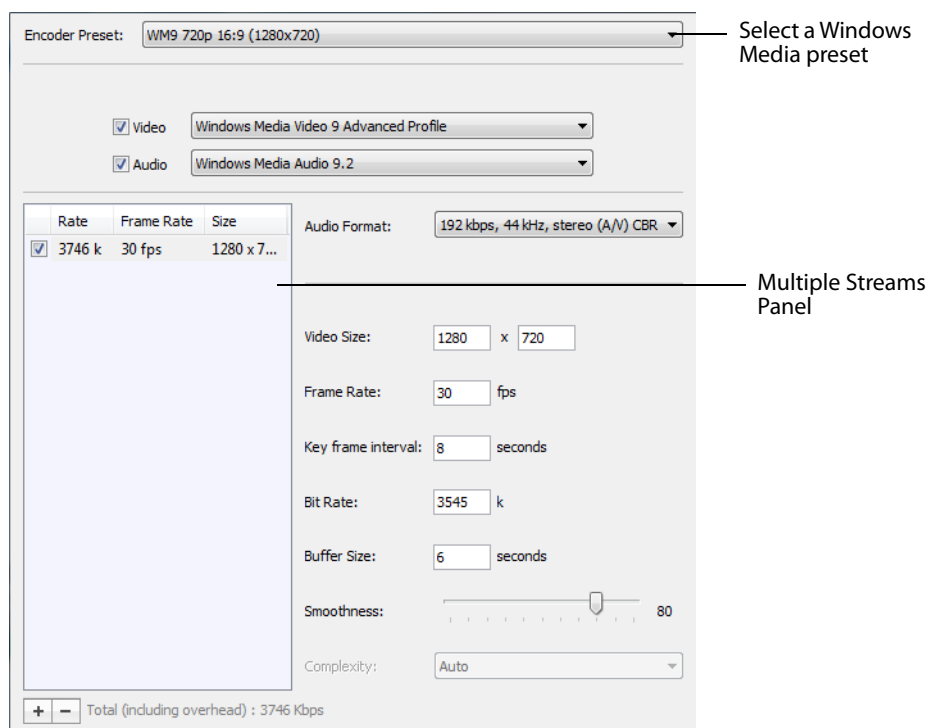 Encoder Preset: WM9 720p 16:9 (1280x720)
Select a Windows
Media preset
Video Windows Media Video 9 Advanced Profile
Audio Windows Media Audio 9.2
Rate Frame Rate Size
3746 k 30 fps 1280 x 7...
Audio Format: 192 kbps, 44 kHz, stereo (A/V) CBR
Multiple Streams
Panel
Video Size: 1280 x 720
Frame Rate: 30 fps
Key frame interval: 8 seconds
Bit Rate: 3545 k
Buffer Size: 6 seconds
Smoothness: 80
Complexity: Auto
+ − Total (including overhead) : 3746 Kbps